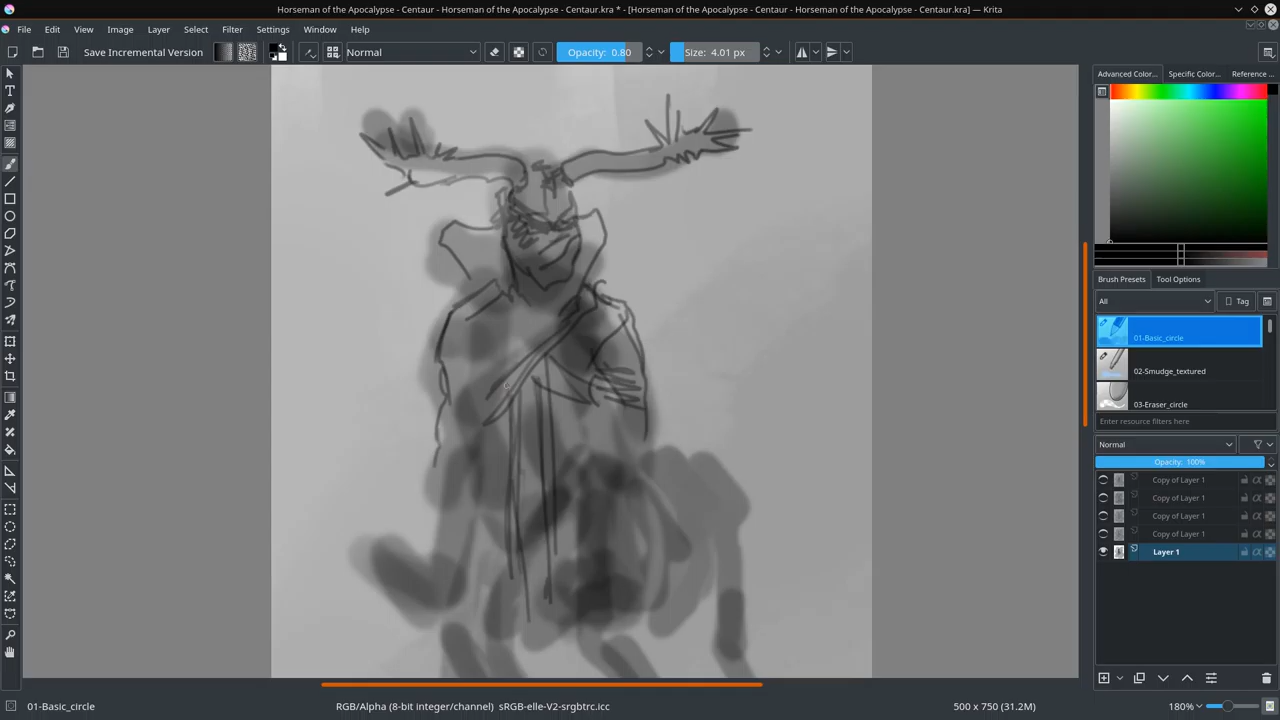 Horseman of the Apocalypse - Centaur - Horseman of the Apocalypse - Centaur.kra * - [Horseman of the Apocalypse - Centaur - Horseman of the Apocalypse - Centaur.kra] - Krita
File Edit View Image Layer Select Filter Settings Window Help
Save Incremental Version Normal Opacity: 0.80 Size: 4.01 px
Advanced Color... Specific Color... Reference ...
Brush Presets Tool Options
All Tag
01-Basic_circle
02-Smudge_textured
03-Eraser_circle
Enter resource filters here
Normal
Opacity: 100%
Copy of Layer 1
Copy of Layer 1
Copy of Layer 1
Copy of Layer 1
Layer 1
01-Basic_circle RGB/Alpha (8-bit integer/channel) sRGB-elle-V2-srgbtrc.icc 500 x 750 (31.2M) 180%